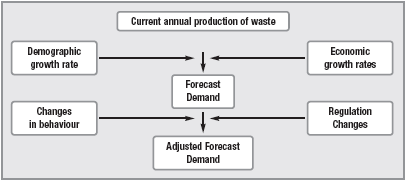 Current annual production of waste
Demographic
growth rate
Economic
growth rates
Forecast
Demand
Changes
in behaviour
Regulation
Changes
Adjusted Forecast
Demand